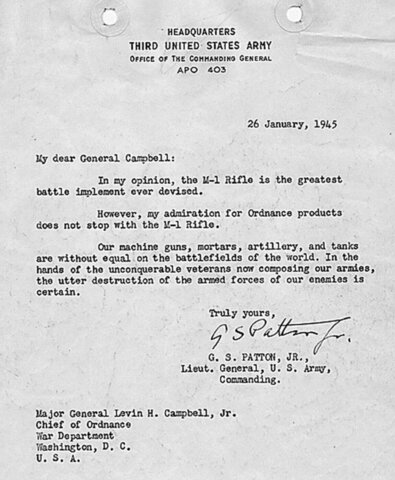 HEADQUARTERS
THIRD UNITED STATES ARMY
OFFICE OF THE COMMANDING GENERAL
APO 403
26 January, 1945
My dear General Campbell:
In my opinion, the M-1 Rifle is the greatest
battle implement ever devised.
However, my admiration for Ordnance products
does not stop with the M-1 Rifle.
Our machine guns, mortars, artillery, and tanks
are without equal on the battlefields of the world. In the
hands of the unconquerable veterans now composing our armies,
the utter destruction of the armed forces of our enemies is
certain.
Truly yours,
G S Patton Jr.
G. S. PATTON, JR.,
Lieut. General, U. S. Army,
Commanding.
Major General Levin H. Campbell, Jr.
Chief of Ordnance
War Department
Washington, D. C.
U. S. A.